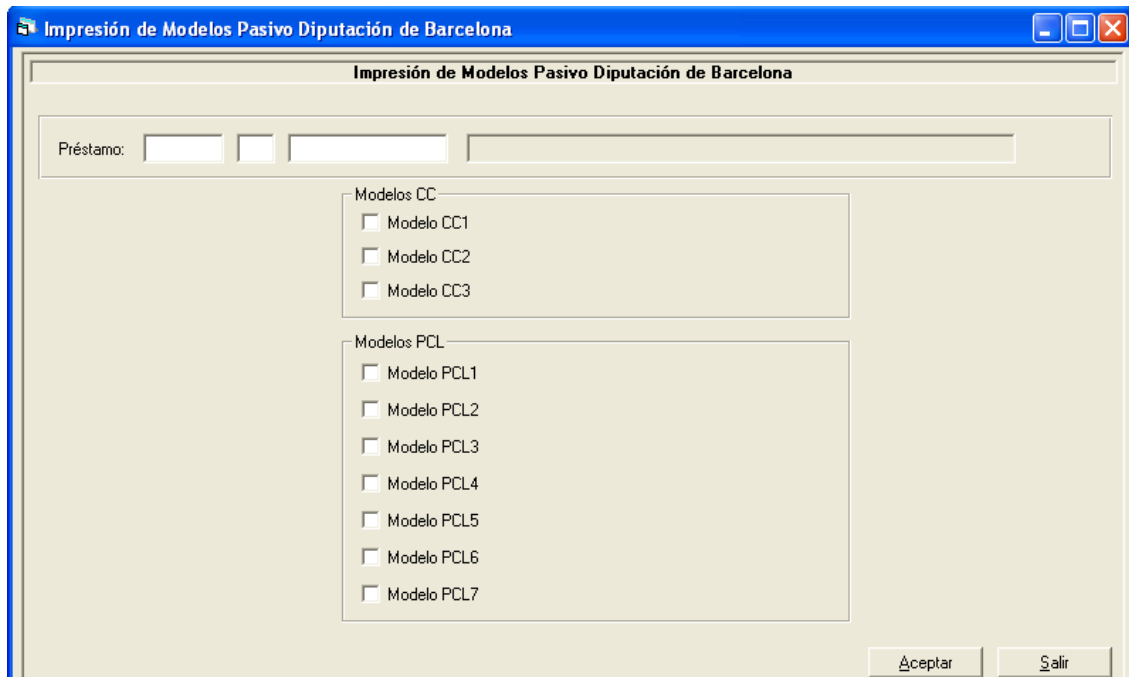 Impresión de Modelos Pasivo Diputación de Barcelona
Impresión de Modelos Pasivo Diputación de Barcelona
Préstamo:
Modelos CC
Modelo CC1
Modelo CC2
Modelo CC3
Modelos PCL
Modelo PCL1
Modelo PCL2
Modelo PCL3
Modelo PCL4
Modelo PCL5
Modelo PCL6
Modelo PCL7
Aceptar Salir